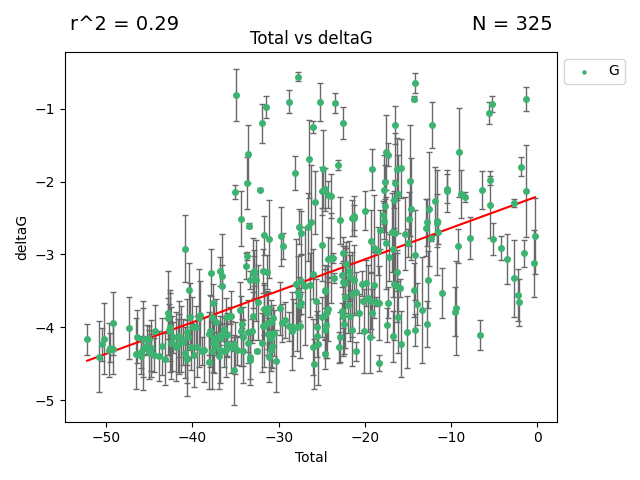 r^2 = 0.29
N = 325
Total vs deltaG
G
−1
−2
−3
−4
−5
deltaG
−50
−40
−30
−20
−10
0
Total